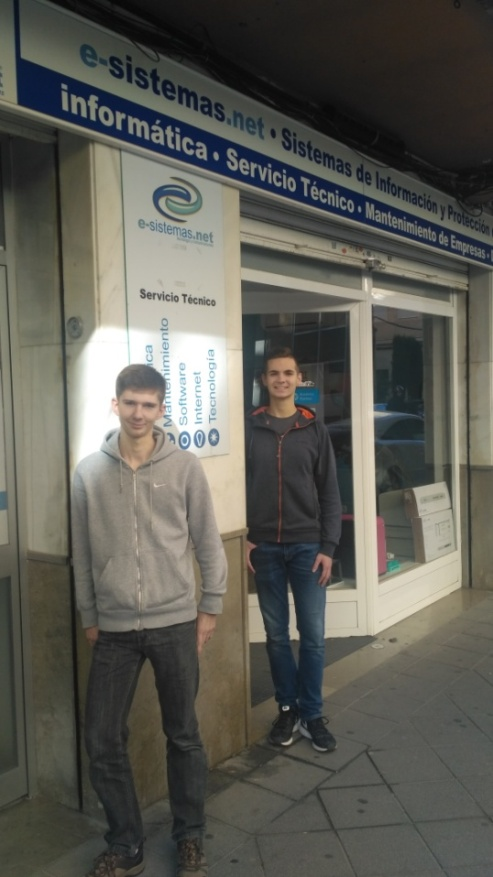 e-sistemas.net • Sistemas de Información y Protección
informática • Servicio Técnico • Mantenimiento de Empresas •
e-sistemas.net
Servicio Técnico
Mantenimiento
Software
Internet
Tecnología